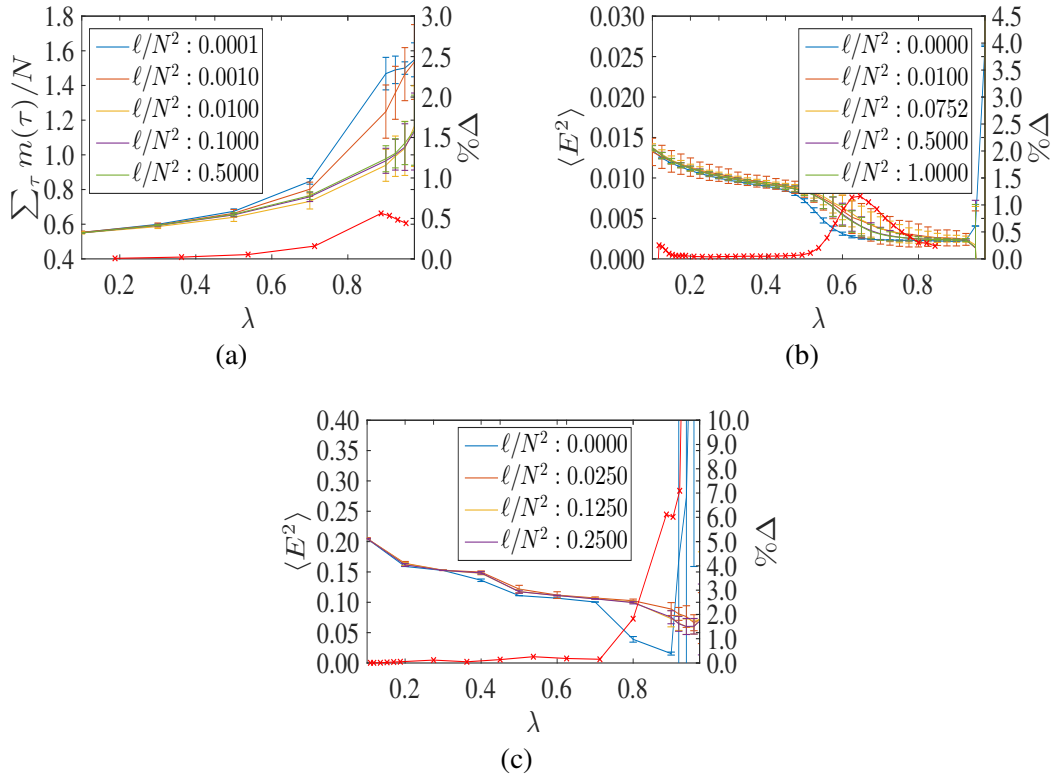 1.8
1.6
1.4
1.2
1.0
0.8
0.6
0.4
∑_τ m(τ)/N
ℓ/N² : 0.0001
ℓ/N² : 0.0010
ℓ/N² : 0.0100
ℓ/N² : 0.1000
ℓ/N² : 0.5000
3.0
2.5
2.0
1.5
1.0
0.5
0.0
%Δ
0.2 0.4 0.6 0.8
λ
(a)
0.030
0.025
0.020
0.015
0.010
0.005
0.000
⟨E²⟩
ℓ/N² : 0.0000
ℓ/N² : 0.0100
ℓ/N² : 0.0752
ℓ/N² : 0.5000
ℓ/N² : 1.0000
4.5
4.0
3.5
3.0
2.5
2.0
1.5
1.0
0.5
0.0
%Δ
0.2 0.4 0.6 0.8
λ
(b)
0.40
0.35
0.30
0.25
0.20
0.15
0.10
0.05
0.00
⟨E²⟩
ℓ/N² : 0.0000
ℓ/N² : 0.0250
ℓ/N² : 0.1250
ℓ/N² : 0.2500
10.0
9.0
8.0
7.0
6.0
5.0
4.0
3.0
2.0
1.0
0.0
%Δ
0.2 0.4 0.6 0.8
λ
(c)